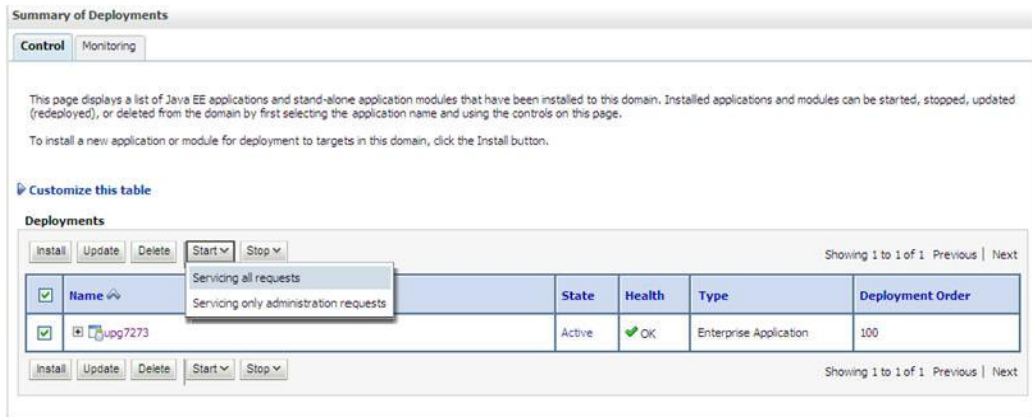 Summary of Deployments
Control Monitoring
This page displays a list of Java EE applications and stand-alone application modules that have been installed to this domain. Installed applications and modules can be started, stopped, updated
(redeployed), or deleted from the domain by first selecting the application name and using the controls on this page.
To install a new application or module for deployment to targets in this domain, click the Install button.
Customize this table
Deployments
Install Update Delete Start Stop Showing 1 to 1 of 1 Previous | Next
Servicing all requests
Servicing only administration requests
Name State Health Type Deployment Order
upg7273 Active OK Enterprise Application 100
Install Update Delete Start Stop Showing 1 to 1 of 1 Previous | Next